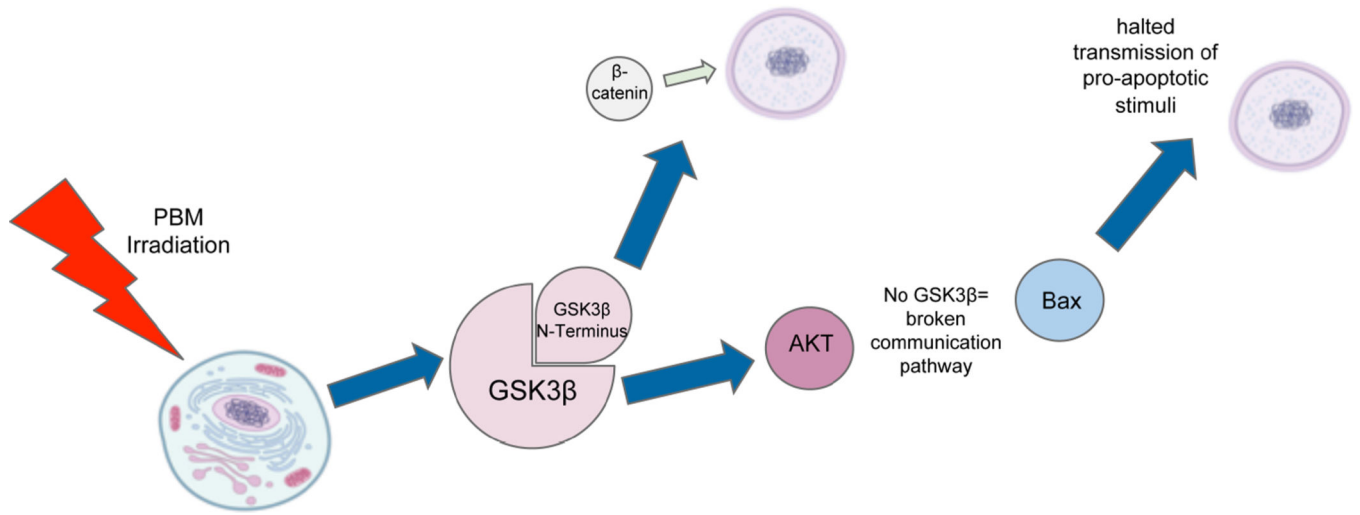 PBM
Irradiation
GSK3β
N-Terminus
GSK3β
β-
catenin
AKT
No GSK3β=
broken
communication
pathway
Bax
halted
transmission of
pro-apoptotic
stimuli